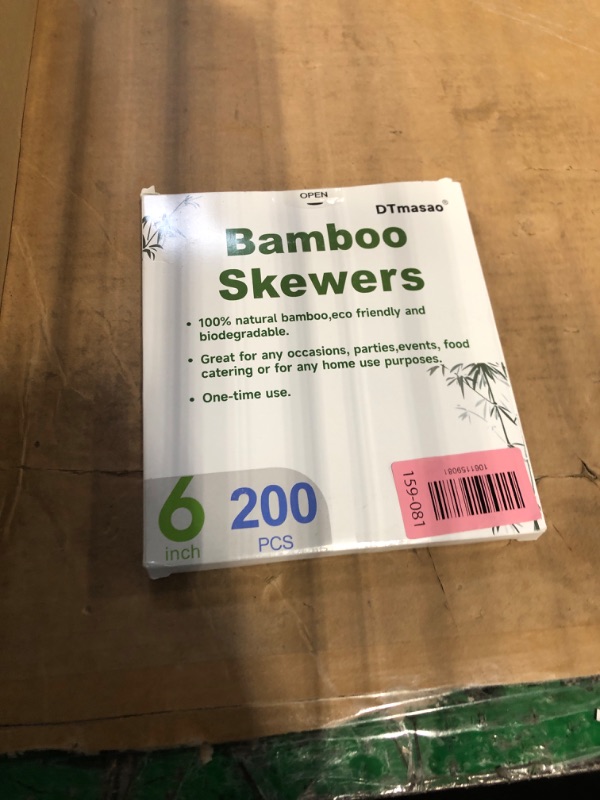 OPEN
DTmasao®
Bamboo
Skewers
• 100% natural bamboo,eco friendly and
biodegradable.
• Great for any occasions, parties,events, food
catering or for any home use purposes.
• One-time use.
6
inch
200
PCS
159-081
1081159081